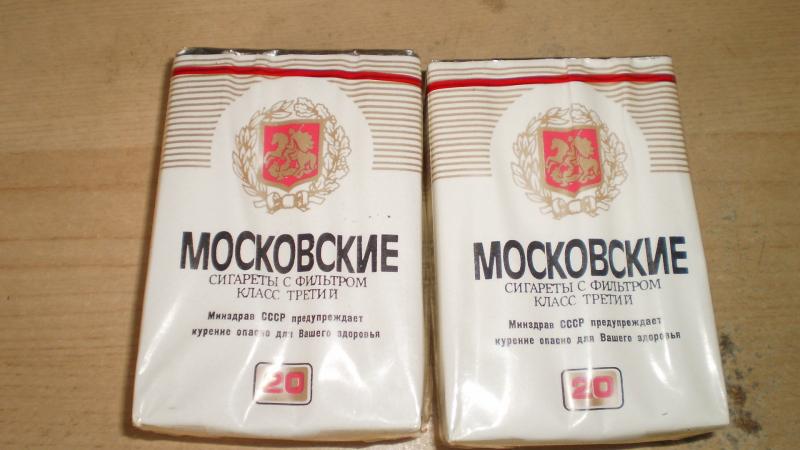 МОСКОВСКИЕ
СИГАРЕТЫ С ФИЛЬТРОМ
КЛАСС ТРЕТИЙ
Минздрав СССР предупреждает
курение опасно для Вашего здоровья
20
МОСКОВСКИЕ
СИГАРЕТЫ С ФИЛЬТРОМ
КЛАСС ТРЕТИЙ
Минздрав СССР предупреждает
курение опасно для Вашего здоровья
20